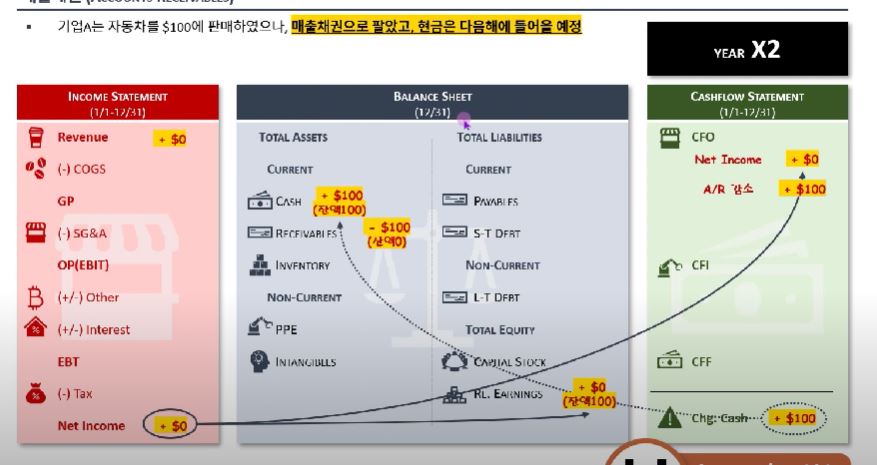 (ACCOUNTS RECEIVABLES)
▪ 기업A는 자동차를 $100에 판매하였으나, 매출채권으로 팔았고, 현금은 다음해에 들어올 예정
YEAR X2
INCOME STATEMENT
(1/1-12/31)
Revenue + $0
(-) COGS
GP
(-) SG&A
OP(EBIT)
(+/-) Other
(+/-) Interest
EBT
(-) Tax
Net Income + $0
BALANCE SHEET
(12/31)
TOTAL ASSETS
CURRENT
CASH + $100
(잔액100)
RECEIVABLES - $100
(잔액0)
INVENTORY
NON-CURRENT
PPE
INTANGIBLES
TOTAL LIABILITIES
CURRENT
PAYABLES
S-T DEBT
NON-CURRENT
L-T DEBT
TOTAL EQUITY
CAPITAL STOCK
RE. EARNINGS + $0
(잔액100)
CASHFLOW STATEMENT
(1/1-12/31)
CFO
Net Income + $0
A/R 감소 + $100
CFI
CFF
Chg. Cash + $100